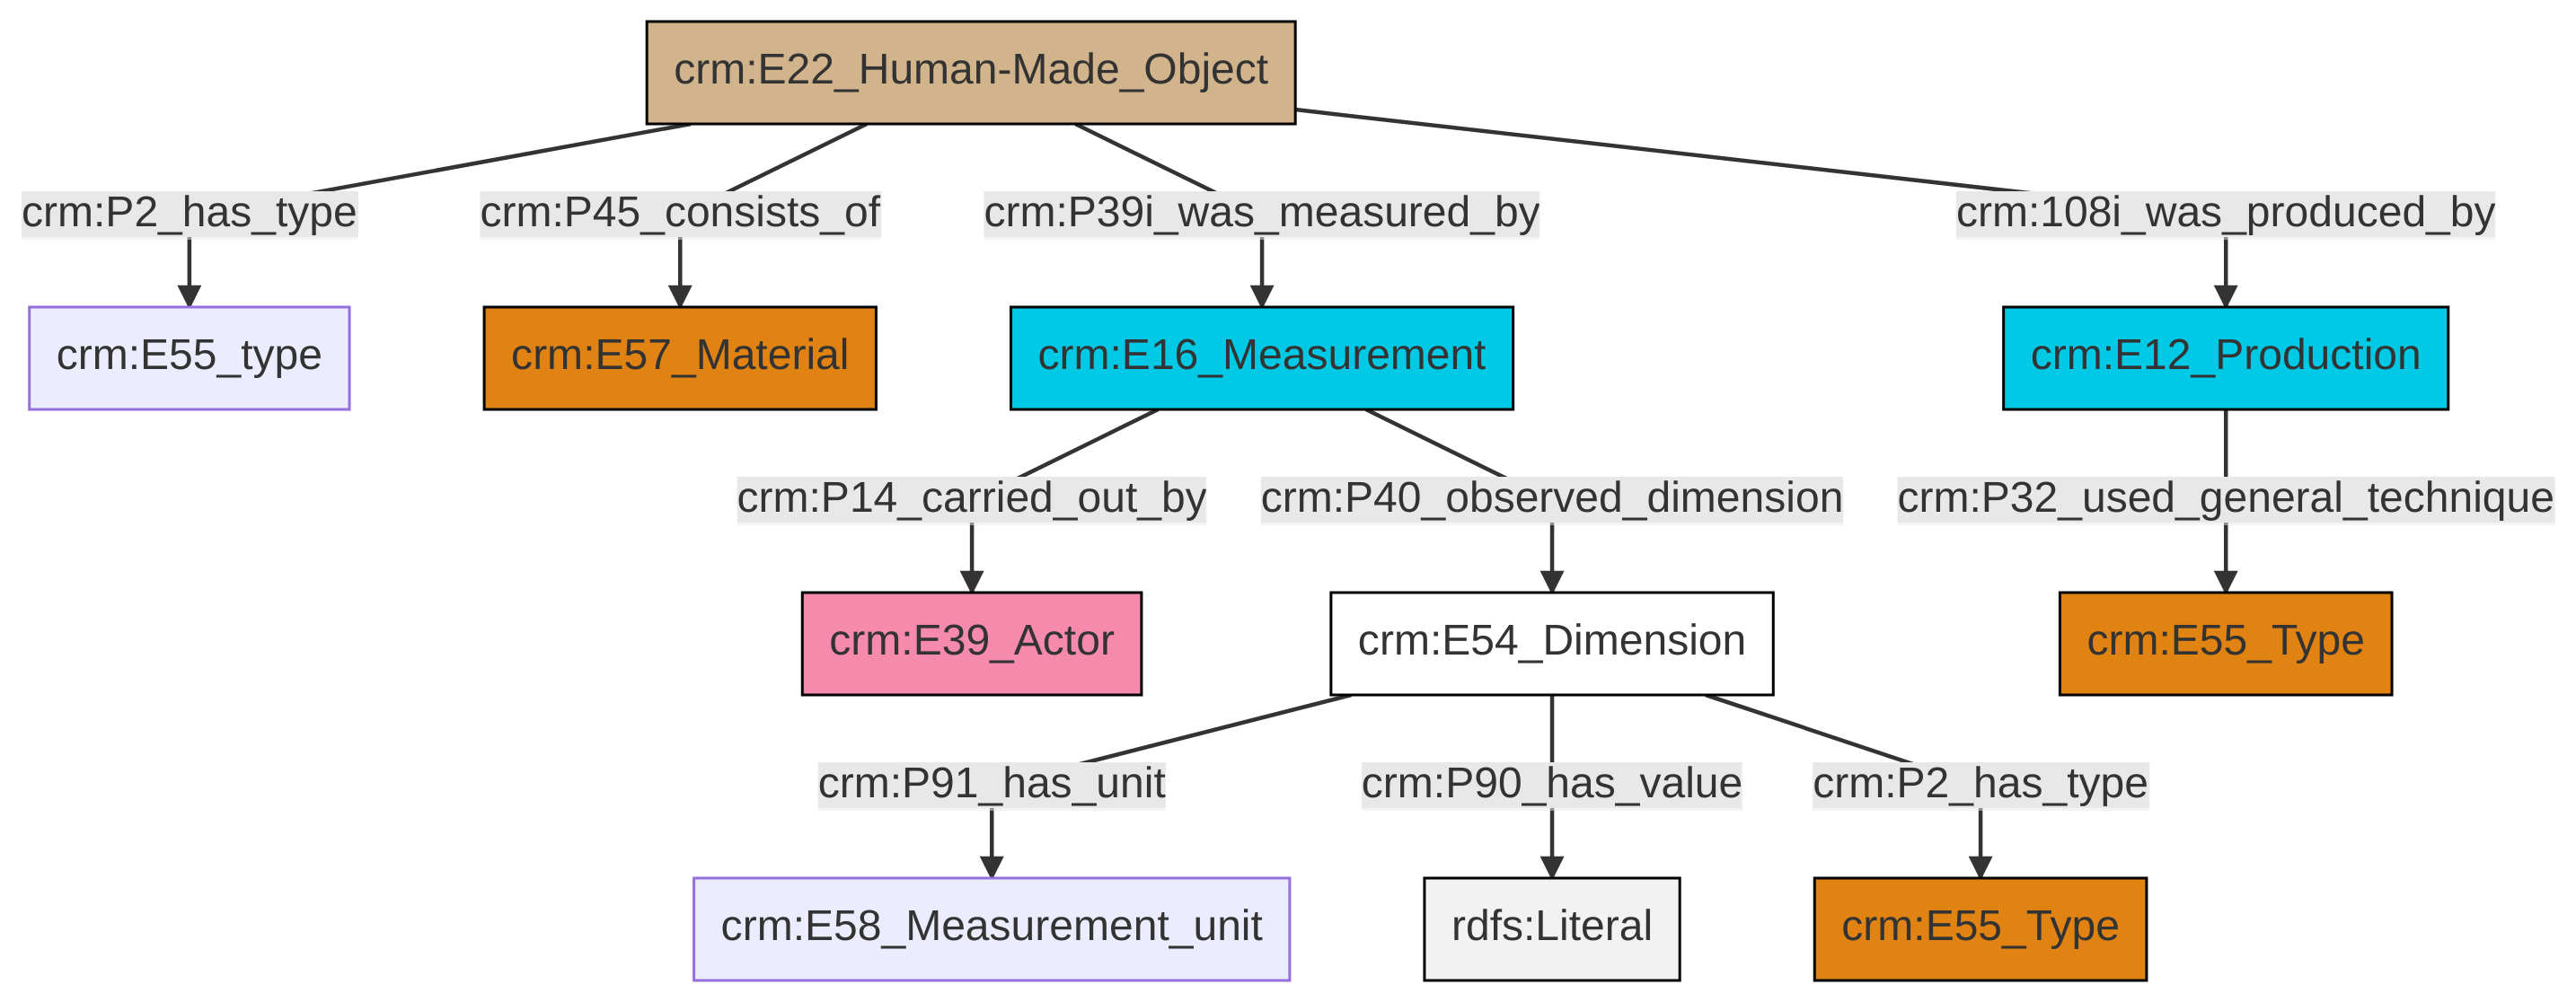 crm:E22_Human-Made_Object
crm:P2_has_type
crm:P45_consists_of
crm:P39i_was_measured_by
crm:108i_was_produced_by
crm:E55_type
crm:E57_Material
crm:E16_Measurement
crm:E12_Production
crm:P14_carried_out_by
crm:P40_observed_dimension
crm:P32_used_general_technique
crm:E39_Actor
crm:E54_Dimension
crm:E55_Type
crm:P91_has_unit
crm:P90_has_value
crm:P2_has_type
crm:E58_Measurement_unit
rdfs:Literal
crm:E55_Type